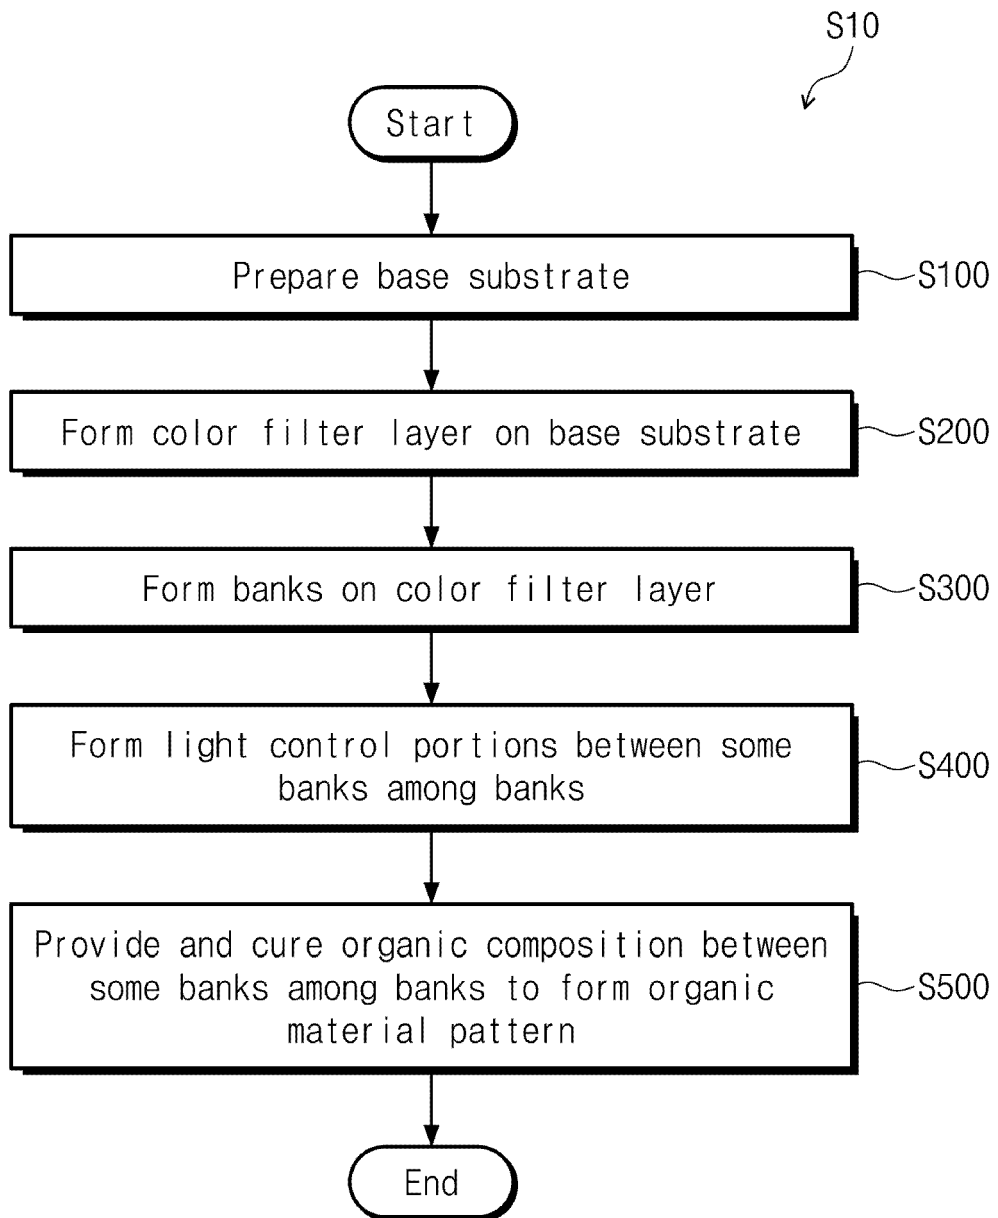 S10
Start
Prepare base substrate
S100
Form color filter layer on base substrate
S200
Form banks on color filter layer
S300
Form light control portions between some
banks among banks
S400
Provide and cure organic composition between
some banks among banks to form organic
material pattern
S500
End